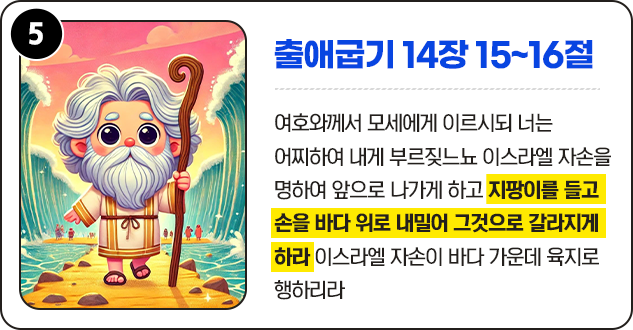 5
출애굽기 14장 15~16절
여호와께서 모세에게 이르시되 너는
어찌하여 내게 부르짖느뇨 이스라엘 자손을
명하여 앞으로 나가게 하고 지팡이를 들고
손을 바다 위로 내밀어 그것으로 갈라지게
하라 이스라엘 자손이 바다 가운데 육지로
행하리라